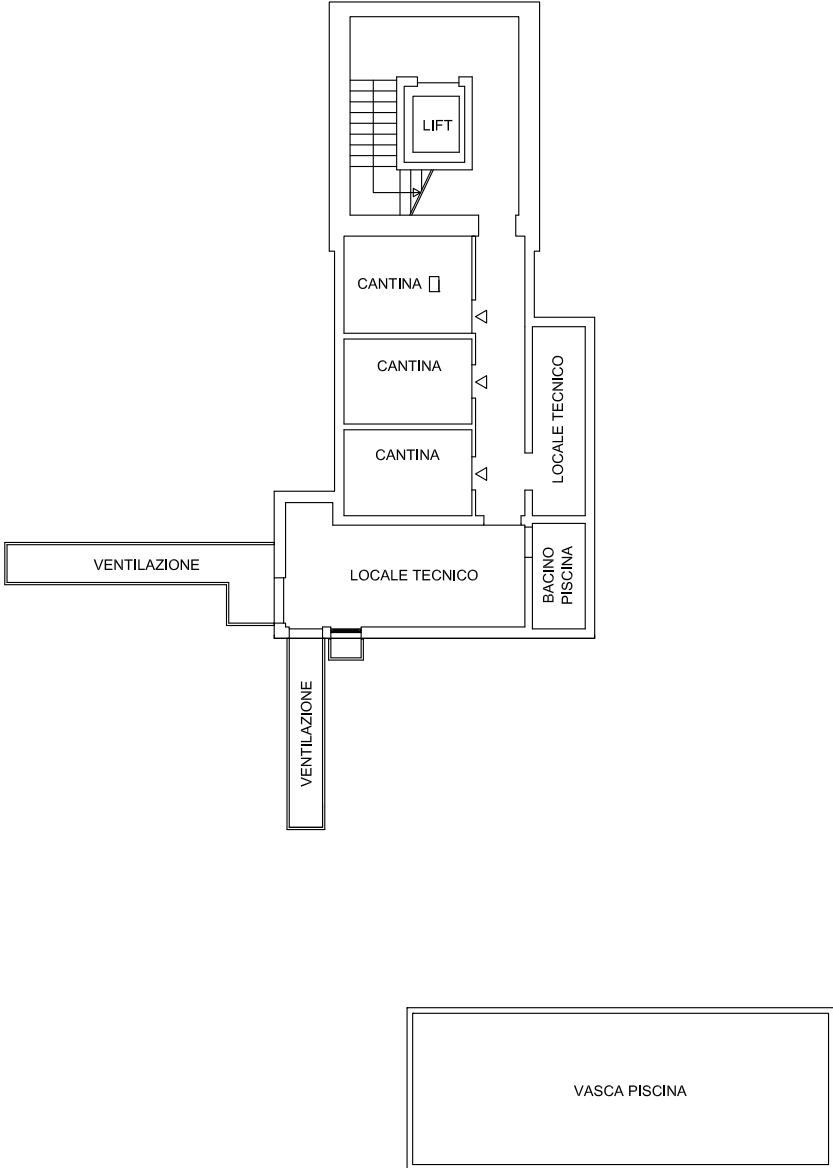 LIFT
CANTINA
CANTINA
CANTINA
LOCALE TECNICO
VENTILAZIONE
LOCALE TECNICO
BACINO
PISCINA
VENTILAZIONE
VASCA PISCINA